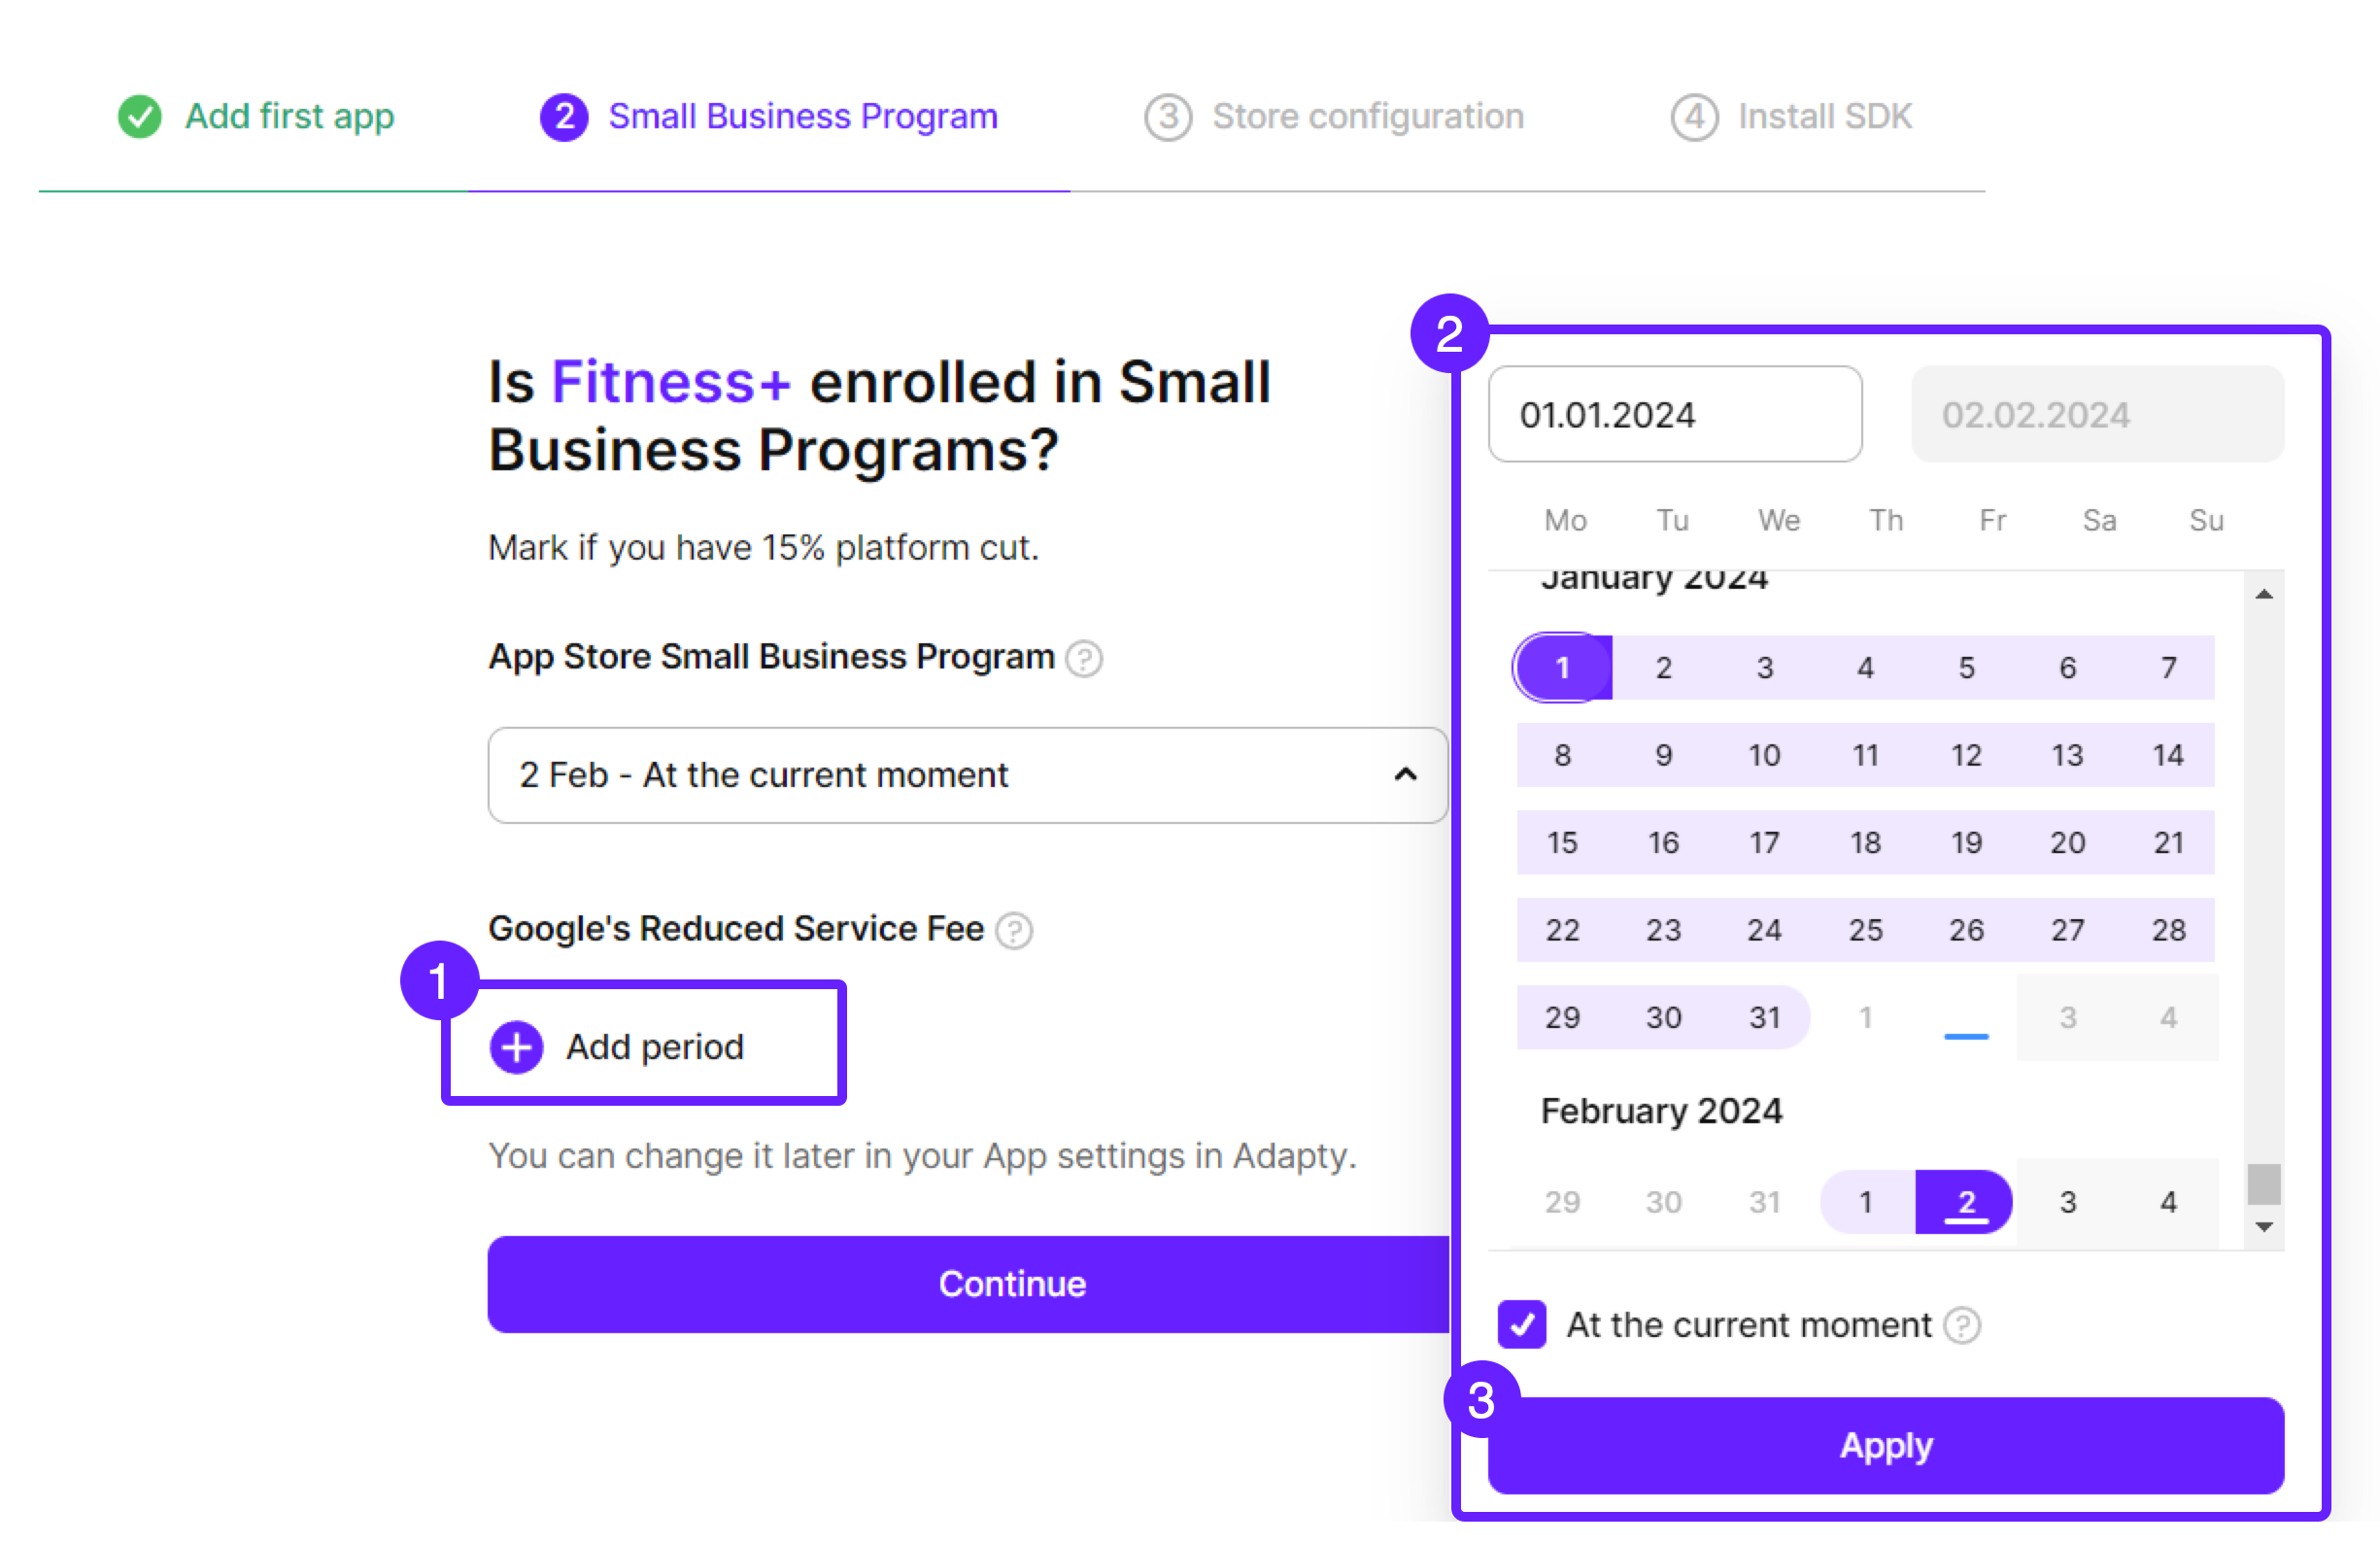 Add first app
2 Small Business Program
3 Store configuration
4 Install SDK
Is Fitness+ enrolled in Small
Business Programs?
Mark if you have 15% platform cut.
App Store Small Business Program ?
2 Feb - At the current moment
Google's Reduced Service Fee ?
1
Add period
You can change it later in your App settings in Adapty.
Continue
2
01.01.2024 02.02.2024
Mo Tu We Th Fr Sa Su
January 2024
1 2 3 4 5 6 7
8 9 10 11 12 13 14
15 16 17 18 19 20 21
22 23 24 25 26 27 28
29 30 31 1 3 4
February 2024
29 30 31 1 2 3 4
At the current moment ?
3
Apply